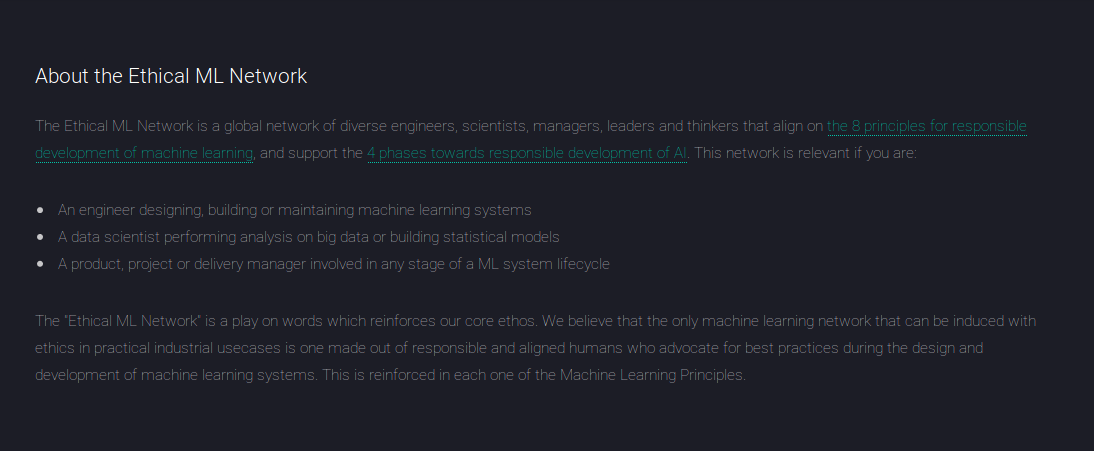 About the Ethical ML Network
The Ethical ML Network is a global network of diverse engineers, scientists, managers, leaders and thinkers that align on the 8 principles for responsible
development of machine learning, and support the 4 phases towards responsible development of AI. This network is relevant if you are:
An engineer designing, building or maintaining machine learning systems
A data scientist performing analysis on big data or building statistical models
A product, project or delivery manager involved in any stage of a ML system lifecycle
The "Ethical ML Network" is a play on words which reinforces our core ethos. We believe that the only machine learning network that can be induced with
ethics in practical industrial usecases is one made out of responsible and aligned humans who advocate for best practices during the design and
development of machine learning systems. This is reinforced in each one of the Machine Learning Principles.